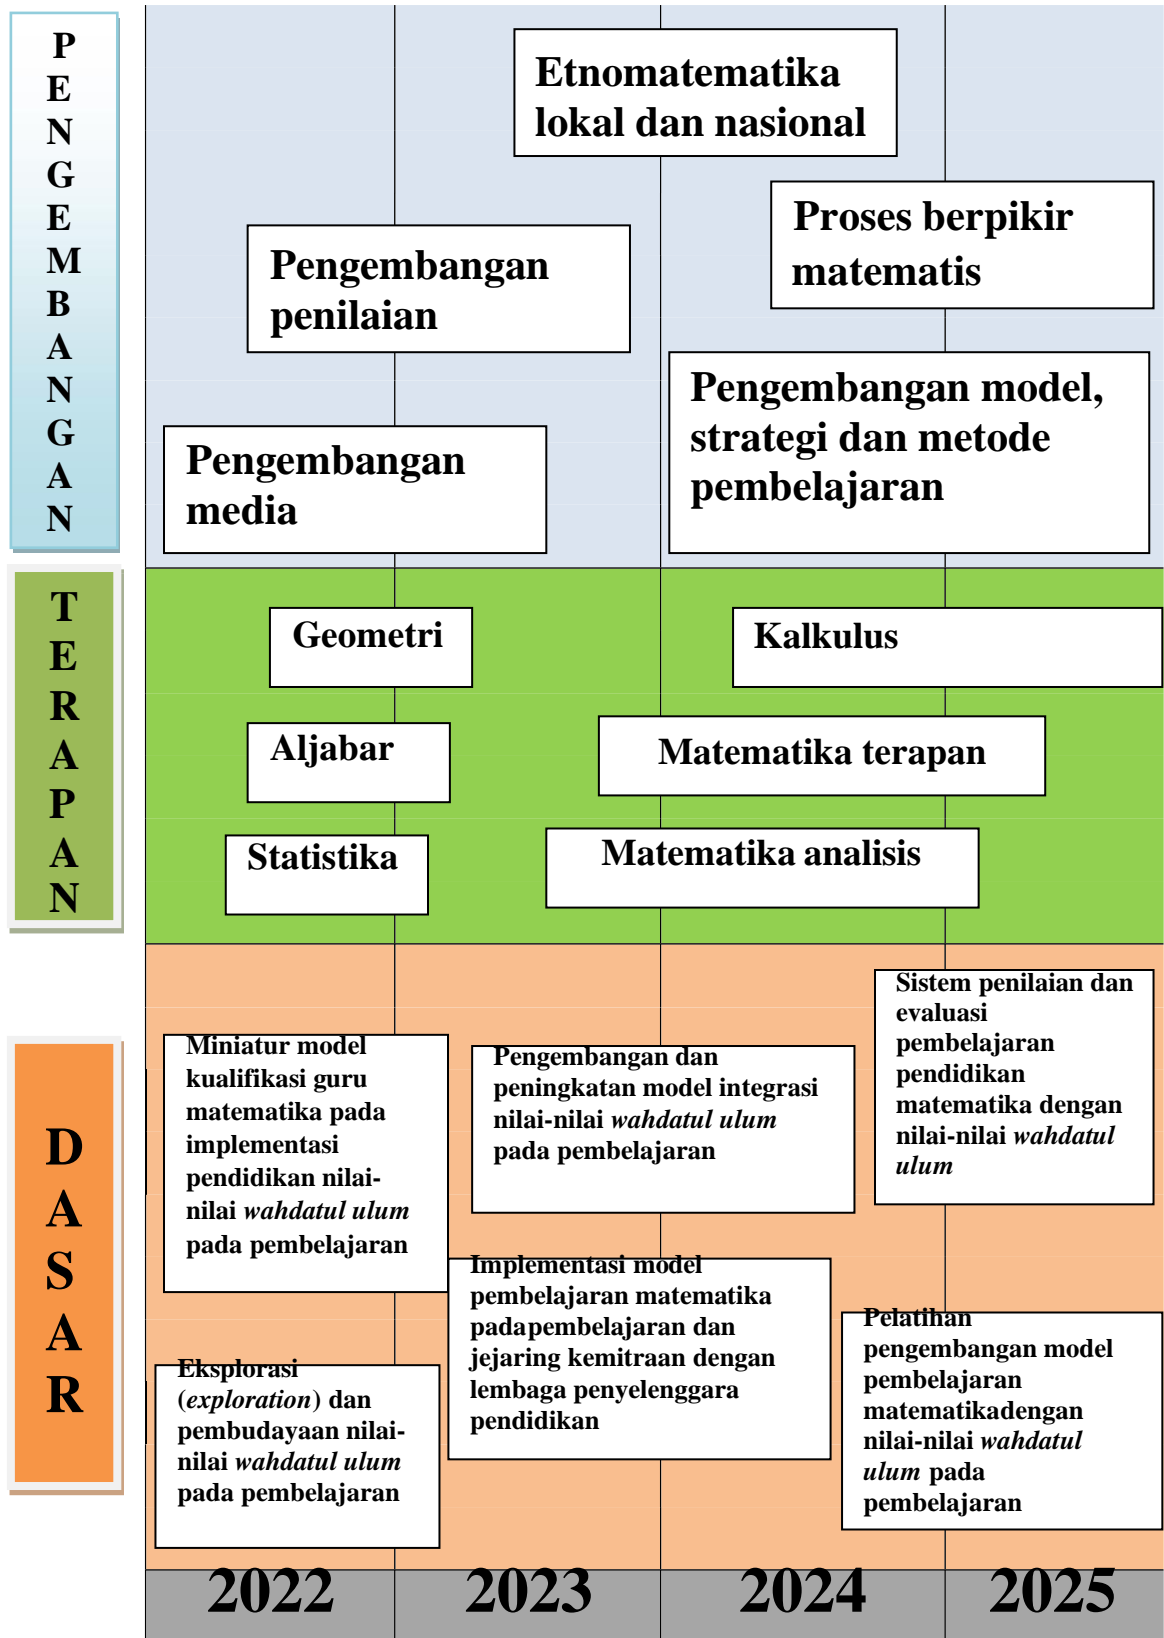 PENGEMBANGAN
Etnomatematika
lokal dan nasional
Proses berpikir
matematis
Pengembangan
penilaian
Pengembangan model,
strategi dan metode
pembelajaran
Pengembangan
media
TERAPAN
Geometri
Kalkulus
Aljabar
Matematika terapan
Statistika
Matematika analisis
DASAR
Miniatur model
kualifikasi guru
matematika pada
implementasi
pendidikan nilai-
nilai wahdatul ulum
pada pembelajaran
Pengembangan dan
peningkatan model integrasi
nilai-nilai wahdatul ulum
pada pembelajaran
Sistem penilaian dan
evaluasi
pembelajaran
pendidikan
matematika dengan
nilai-nilai wahdatul
ulum
Eksplorasi
(exploration) dan
pembudayaan nilai-
nilai wahdatul ulum
pada pembelajaran
Implementasi model
pembelajaran matematika
padapembelajaran dan
jejaring kemitraan dengan
lembaga penyelenggara
pendidikan
Pelatihan
pengembangan model
pembelajaran
matematikadengan
nilai-nilai wahdatul
ulum pada
pembelajaran
2022 2023 2024 2025